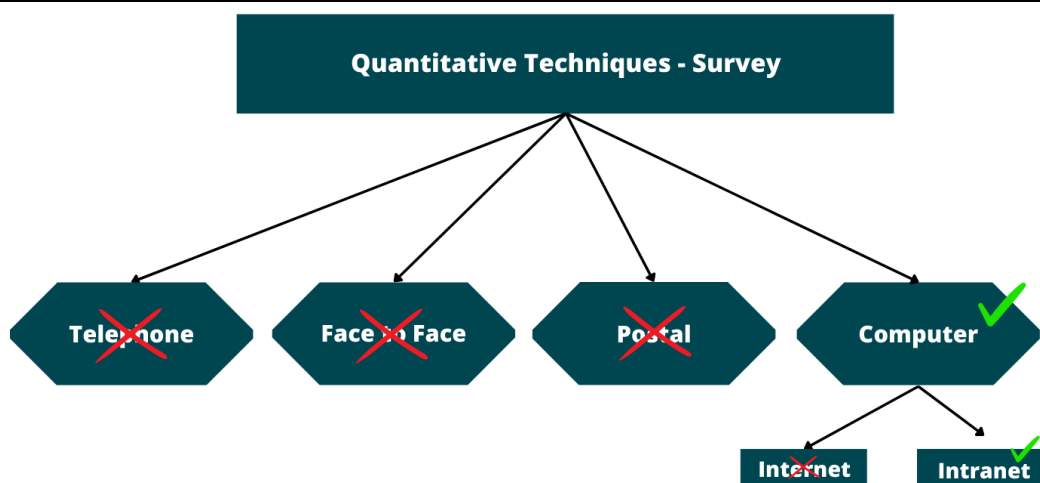 Quantitative Techniques - Survey
Telephone
Face to Face
Postal
Computer
Internet
Intranet